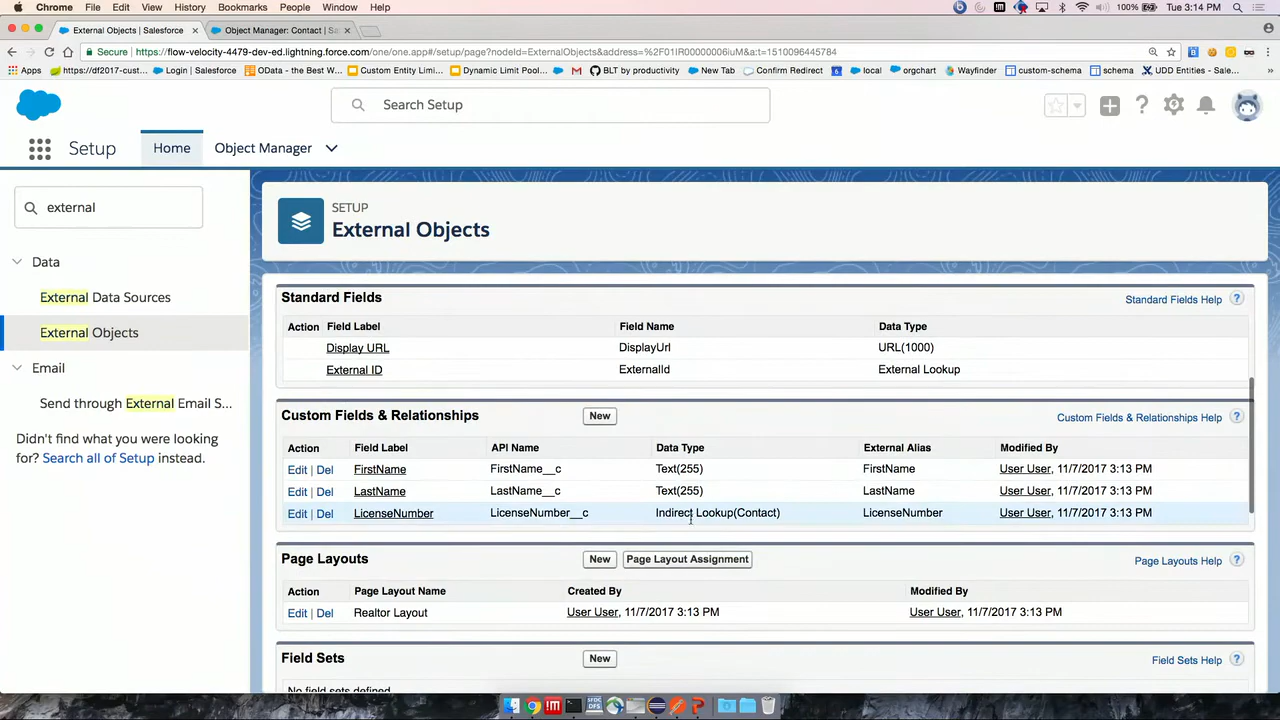 Chrome File Edit View History Bookmarks People Window Help 100% Tue 3:14 PM
External Objects | Salesforce × Object Manager: Contact | Sa ×
Secure https://flow-velocity-4479-dev-ed.lightning.force.com/one/one.app#/setup/page?nodeId=ExternalObjects&address=%2F01IR00000006iuM&a:t=1510096445784
Apps https://df2017-cust... Login | Salesforce OData - the Best W... Custom Entity Limi... Dynamic Limit Pool... BLT by productivity New Tab Confirm Redirect 6 local orgchart Wayfinder custom-schema schema UDD Entities - Sale... »
Search Setup
Setup Home Object Manager
external
Data
External Data Sources
External Objects
Email
Send through External Email S...
Didn't find what you were looking
for? Search all of Setup instead.
SETUP
External Objects
Standard Fields Standard Fields Help ?
Action Field Label Field Name Data Type
Display URL DisplayUrl URL(1000)
External ID ExternalId External Lookup
Custom Fields & Relationships New Custom Fields & Relationships Help ?
Action Field Label API Name Data Type External Alias Modified By
Edit | Del FirstName FirstName__c Text(255) FirstName User User, 11/7/2017 3:13 PM
Edit | Del LastName LastName__c Text(255) LastName User User, 11/7/2017 3:13 PM
Edit | Del LicenseNumber LicenseNumber__c Indirect Lookup(Contact) LicenseNumber User User, 11/7/2017 3:13 PM
Page Layouts New Page Layout Assignment Page Layouts Help ?
Action Page Layout Name Created By Modified By
Edit | Del Realtor Layout User User, 11/7/2017 3:13 PM User User, 11/7/2017 3:13 PM
Field Sets New Field Sets Help ?
No field sets defined